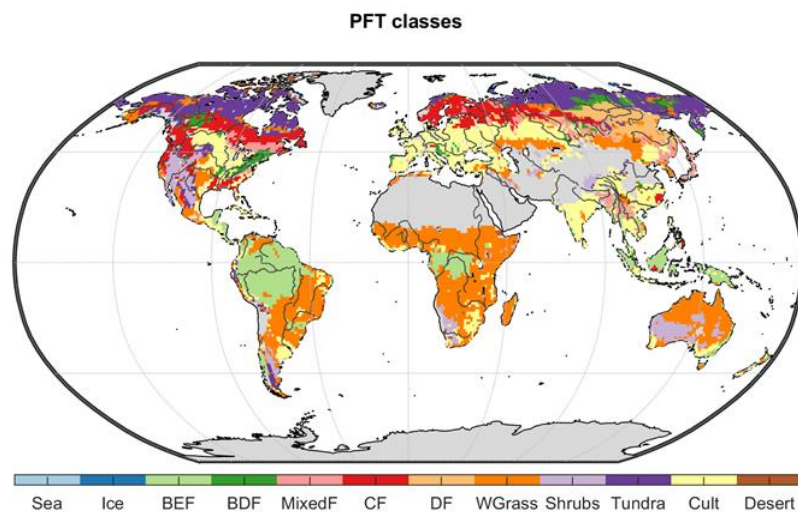 PFT classes
Sea Ice BEF BDF MixedF CF DF WGrass Shrubs Tundra Cult Desert